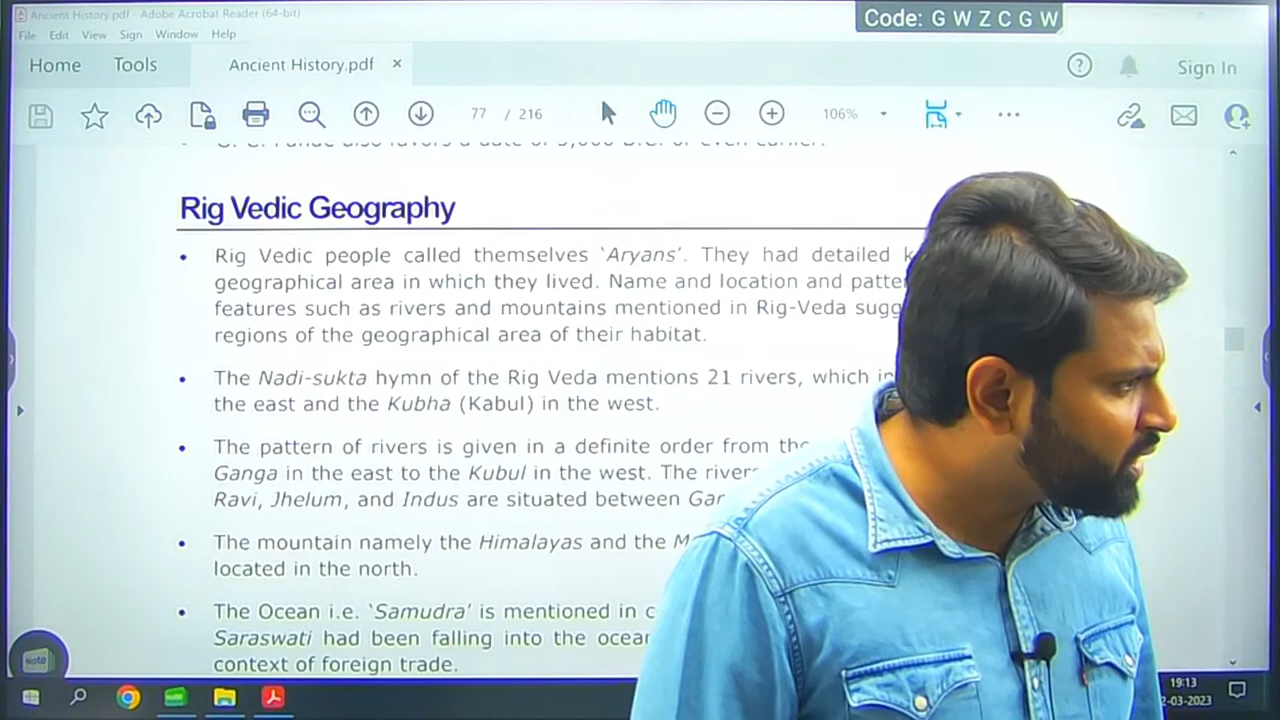 Ancient History.pdf - Adobe Acrobat Reader (64-bit)
Code: G W Z C G W
File Edit View Sign Window Help
Home Tools Ancient History.pdf × Sign In
77 / 216 106%
Rig Vedic Geography
• Rig Vedic people called themselves ‘Aryans’. They had detailed
geographical area in which they lived. Name and location and
features such as rivers and mountains mentioned in Rig-Veda
regions of the geographical area of their habitat.
• The Nadi-sukta hymn of the Rig Veda mentions 21 rivers, which
the east and the Kubha (Kabul) in the west.
• The pattern of rivers is given in a definite order from the
Ganga in the east to the Kubul in the west. The
Ravi, Jhelum, and Indus are situated between
• The mountain namely the Himalayas and the
located in the north.
• The Ocean i.e. ‘Samudra’ is mentioned in
Saraswati had been falling into the
context of foreign trade.
Note
19:13
-03-2023